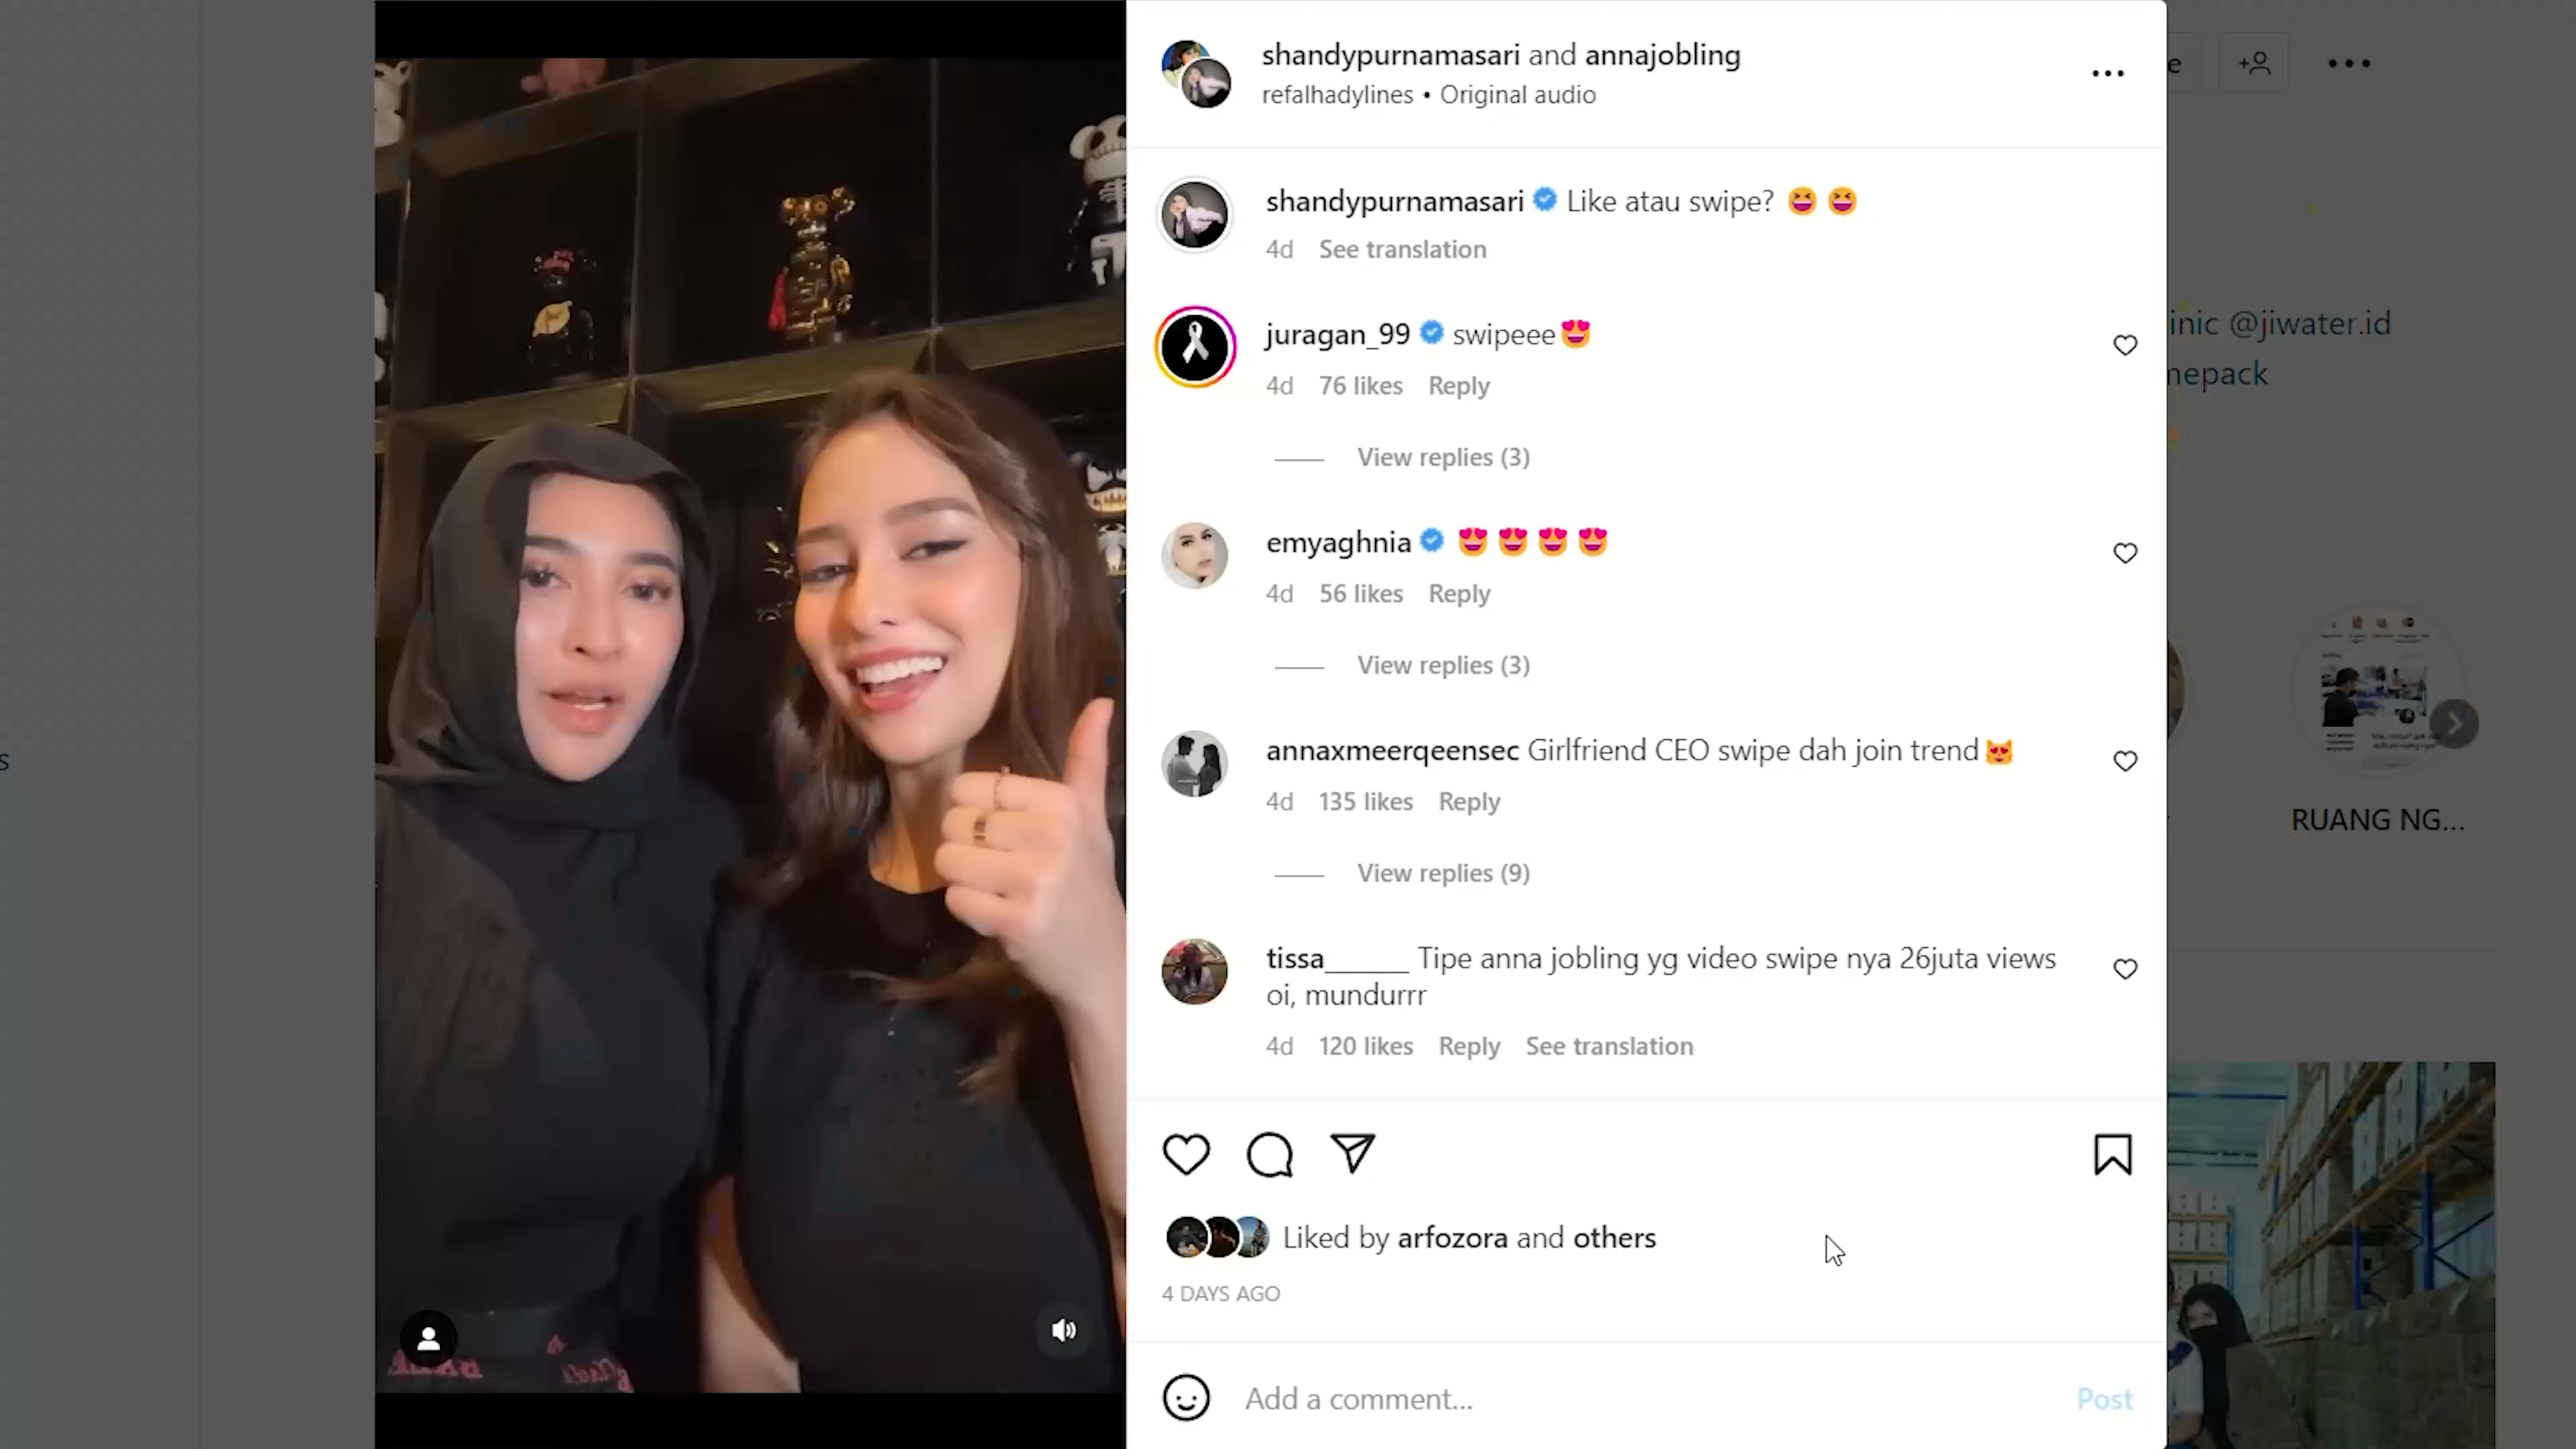 shandypurnamasari and annajobling
refalhadylines • Original audio
shandypurnamasari Like atau swipe? 😆 😆
4d See translation
juragan_99 swipeee😍
4d 76 likes Reply
View replies (3)
emyaghnia 😍 😍 😍 😍
4d 56 likes Reply
View replies (3)
annaxmeerqeensec Girlfriend CEO swipe dah join trend😻
4d 135 likes Reply
View replies (9)
tissa______ Tipe anna jobling yg video swipe nya 26juta views
oi, mundurrr
4d 120 likes Reply See translation
Liked by arfozora and others
4 DAYS AGO
Add a comment...
Post
@jiwater.id
RUANG NG...